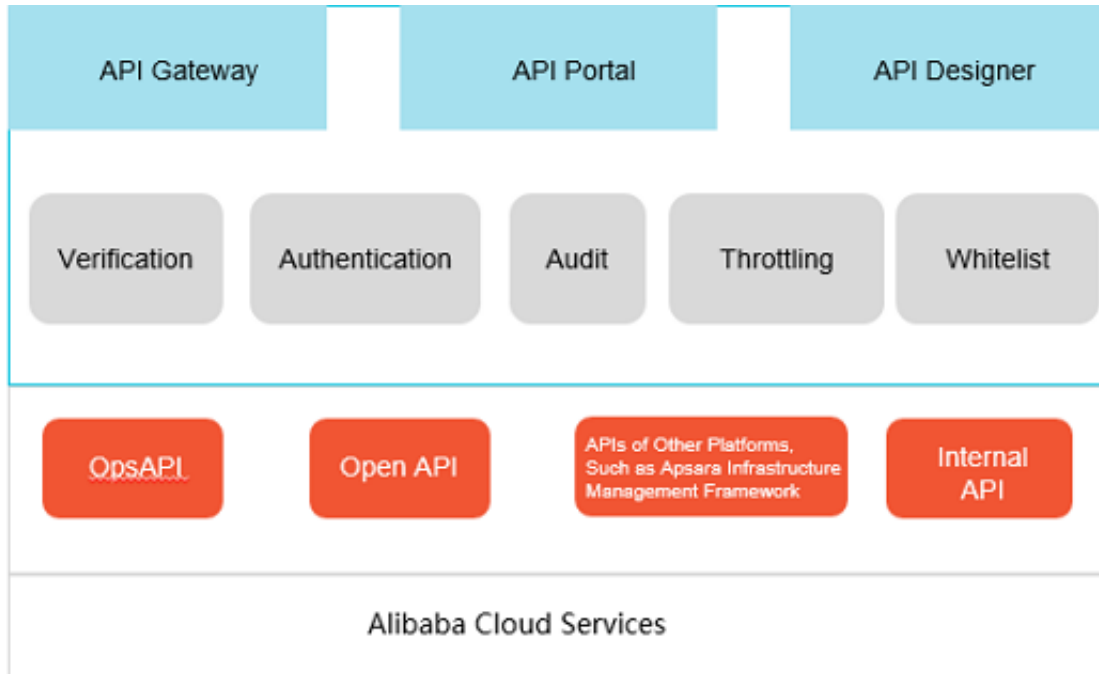 API Gateway
API Portal
API Designer
Verification
Authentication
Audit
Throttling
Whitelist
OpsAPI
Open API
APIs of Other Platforms,
Such as Apsara Infrastructure
Management Framework
Internal
API
Alibaba Cloud Services